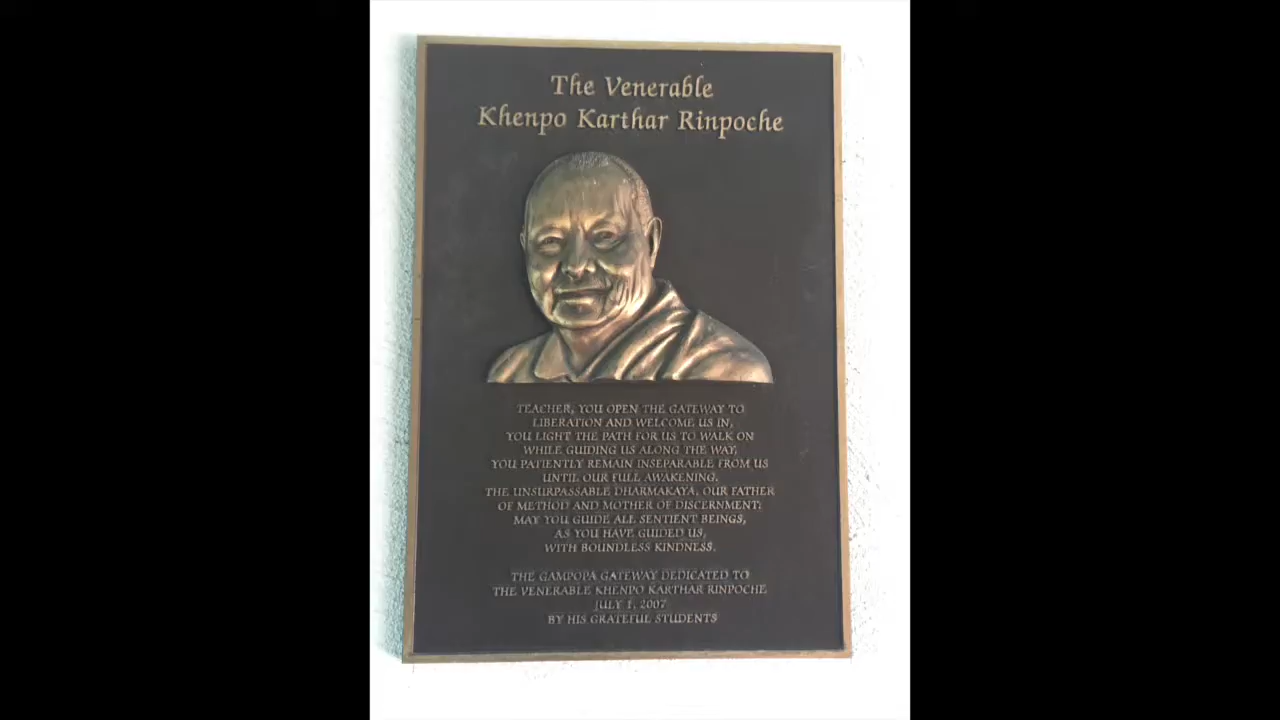 The Venerable
Khenpo Karthar Rinpoche
TEACHER, YOU OPEN THE GATEWAY TO
LIBERATION AND WELCOME US IN,
YOU LIGHT THE PATH FOR US TO WALK ON
WHILE GUIDING US ALONG THE WAY,
YOU PATIENTLY REMAIN INSEPARABLE FROM US
UNTIL OUR FULL AWAKENING.
THE UNSURPASSABLE DHARMAKAYA, OUR FATHER
OF METHOD AND MOTHER OF DISCERNMENT;
MAY YOU GUIDE ALL SENTIENT BEINGS,
AS YOU HAVE GUIDED US,
WITH BOUNDLESS KINDNESS.
THE GAMPOPA GATEWAY DEDICATED TO
THE VENERABLE KHENPO KARTHAR RINPOCHE
JULY 1, 2007
BY HIS GRATEFUL STUDENTS